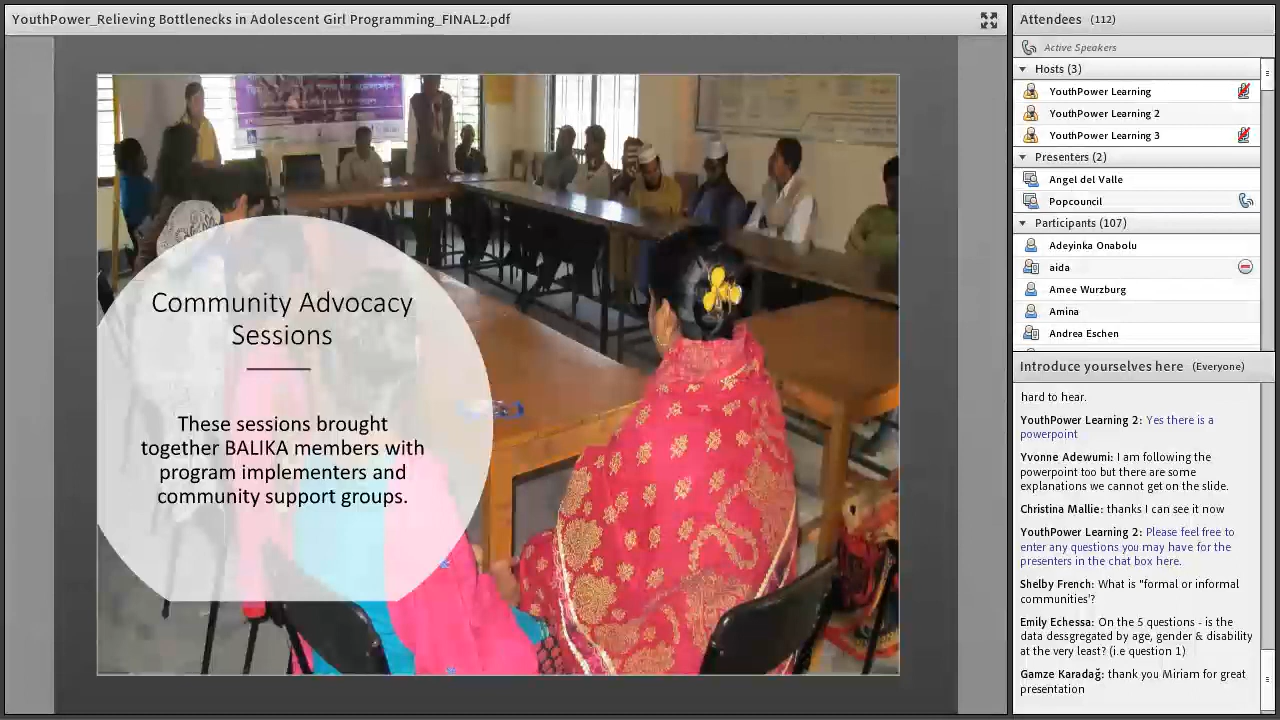 YouthPower_Relieving Bottlenecks in Adolescent Girl Programming_FINAL2.pdf
Community Advocacy
Sessions
These sessions brought
together BALIKA members with
program implementers and
community support groups.
Attendees (112)
Active Speakers
Hosts (3)
YouthPower Learning
YouthPower Learning 2
YouthPower Learning 3
Presenters (2)
Angel del Valle
Popcouncil
Participants (107)
Adeyinka Onabolu
aida
Amee Wurzburg
Amina
Andrea Eschen
Introduce yourselves here (Everyone)
hard to hear.
YouthPower Learning 2: Yes there is a
powerpoint
Yvonne Adewumi: I am following the
powerpoint too but there are some
explanations we cannot get on the slide.
Christina Mallie: thanks I can see it now
YouthPower Learning 2: Please feel free to
enter any questions you may have for the
presenters in the chat box here.
Shelby French: What is "formal or informal
communities'?
Emily Echessa: On the 5 questions - is the
data dessgregated by age, gender & disability
at the very least? (i.e question 1)
Gamze Karadağ: thank you Miriam for great
presentation